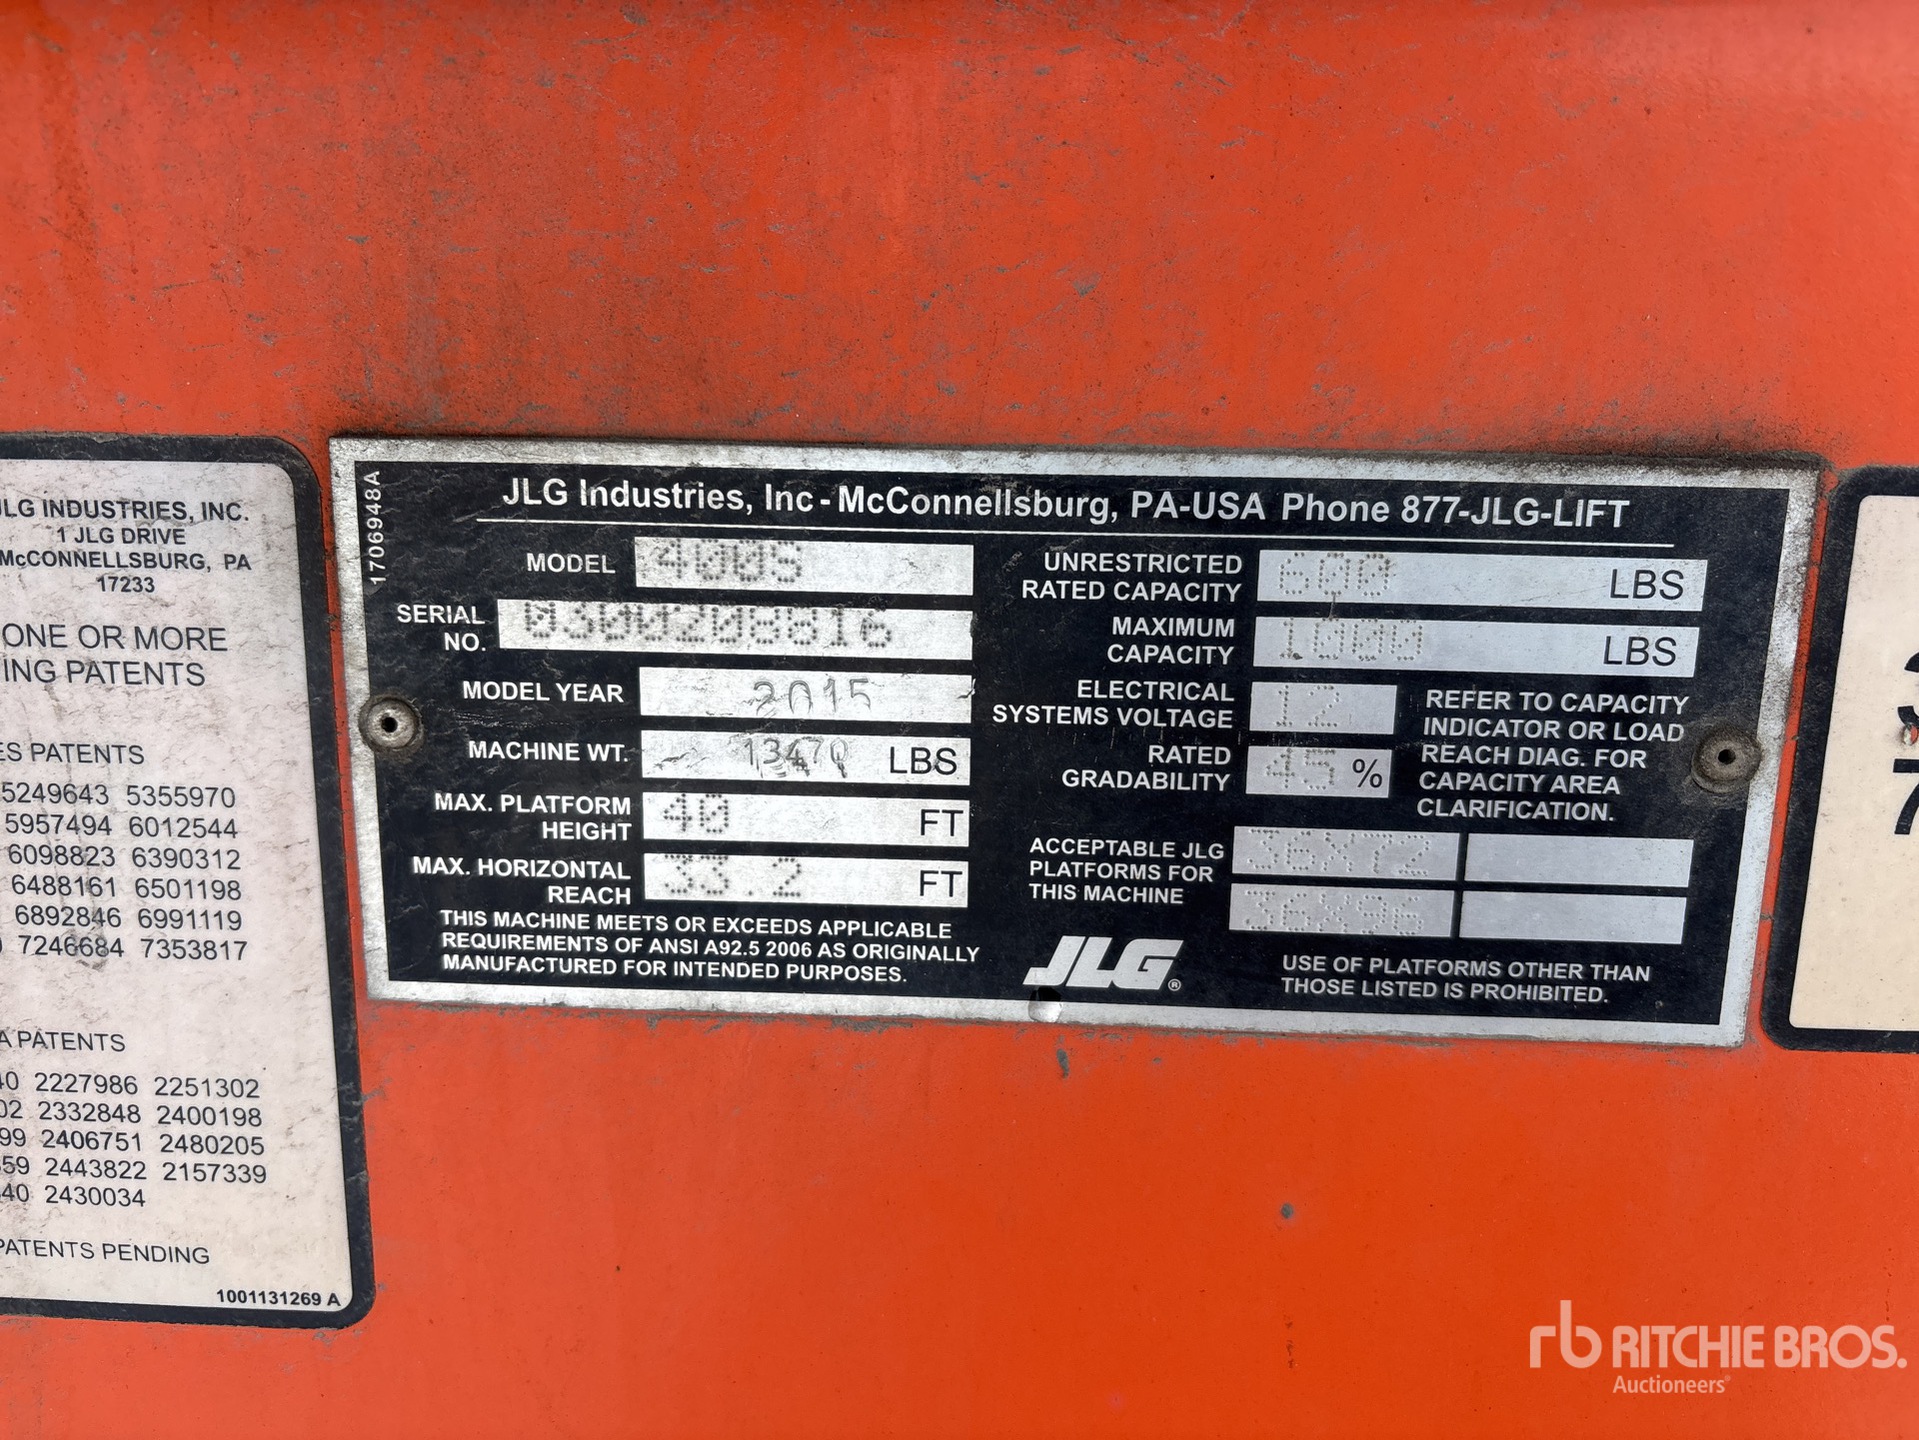 JLG INDUSTRIES, INC.
1 JLG DRIVE
McCONNELLSBURG, PA
17233
ONE OR MORE
ING PATENTS
ES PATENTS
5249643 5355970
5957494 6012544
6098823 6390312
6488161 6501198
6892846 6991119
7246684 7353817
A PATENTS
40 2227986 2251302
02 2332848 2400198
99 2406751 2480205
59 2443822 2157339
40 2430034
PATENTS PENDING
1001131269 A
1706948A
JLG Industries, Inc - McConnellsburg, PA-USA Phone 877-JLG-LIFT
MODEL 400S
SERIAL NO. 0300208816
MODEL YEAR 2015
MACHINE WT. 13470 LBS
MAX. PLATFORM HEIGHT 40 FT
MAX. HORIZONTAL REACH 33.2 FT
THIS MACHINE MEETS OR EXCEEDS APPLICABLE
REQUIREMENTS OF ANSI A92.5 2006 AS ORIGINALLY
MANUFACTURED FOR INTENDED PURPOSES.
UNRESTRICTED RATED CAPACITY 600 LBS
MAXIMUM CAPACITY 1000 LBS
ELECTRICAL SYSTEMS VOLTAGE 12
RATED GRADABILITY 45 %
REFER TO CAPACITY
INDICATOR OR LOAD
REACH DIAG. FOR
CAPACITY AREA
CLARIFICATION.
ACCEPTABLE JLG
PLATFORMS FOR
THIS MACHINE
36X72
36X96
JLG®
USE OF PLATFORMS OTHER THAN
THOSE LISTED IS PROHIBITED.
7
rb RITCHIE BROS.
Auctioneers